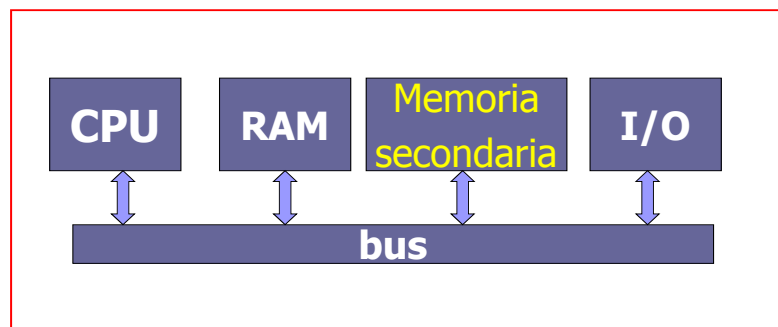 CPU
RAM
Memoria
secondaria
I/O
bus